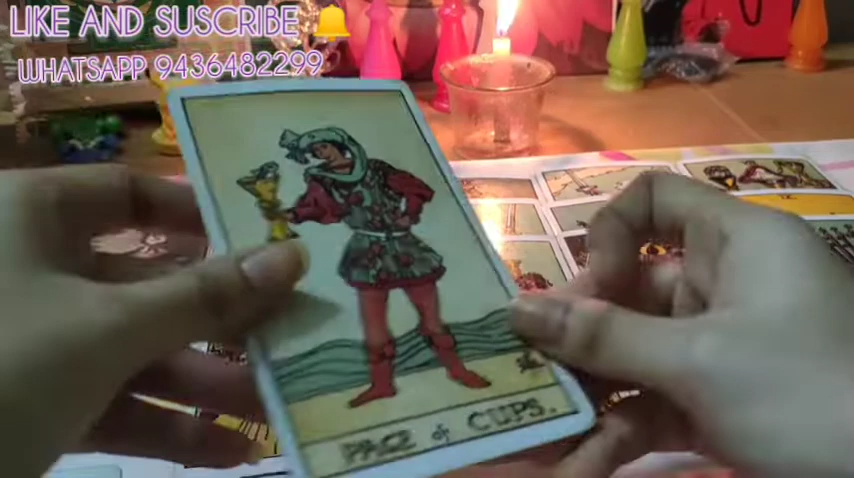 LIKE AND SUSCRIBE 🔔
WHATSAPP 9436482299
PAGE of CUPS.